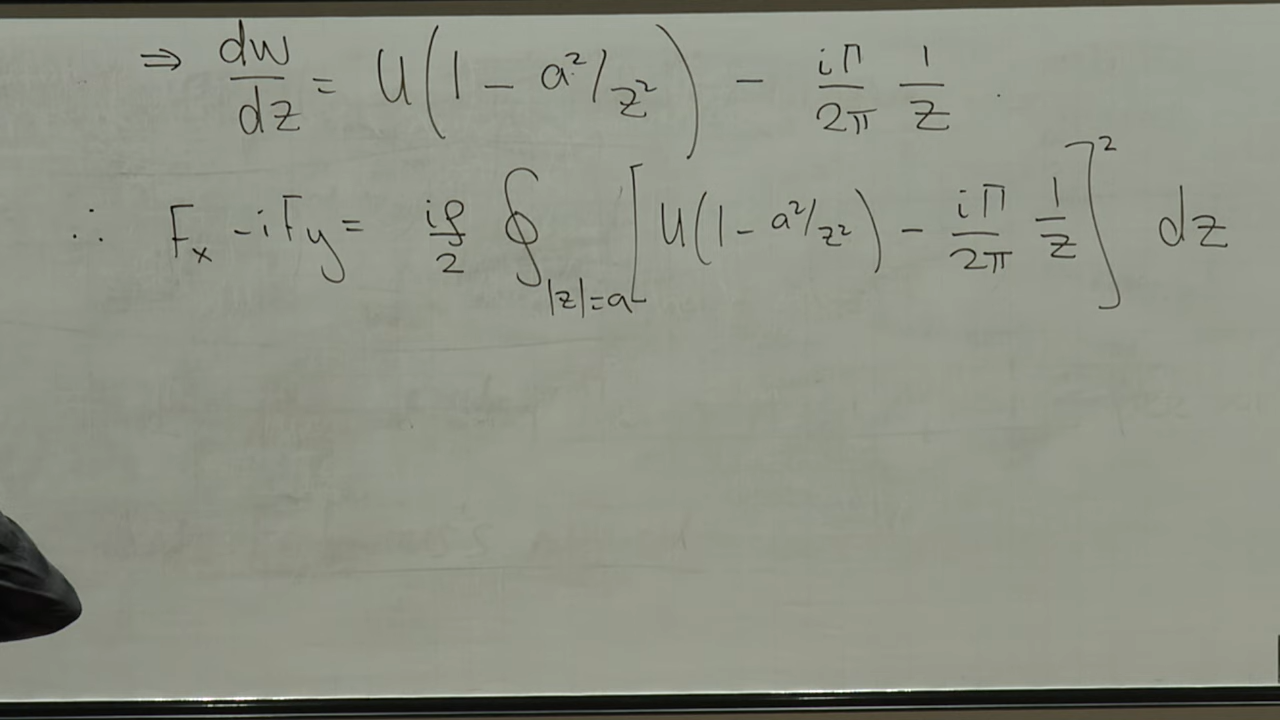 ⇒ dw/dz = U(1 - a²/z²) - iΓ/2π 1/z .
∴ Fx - iFy = iρ/2 ∮|z|=a [U(1 - a²/z²) - iΓ/2π 1/z]² dz